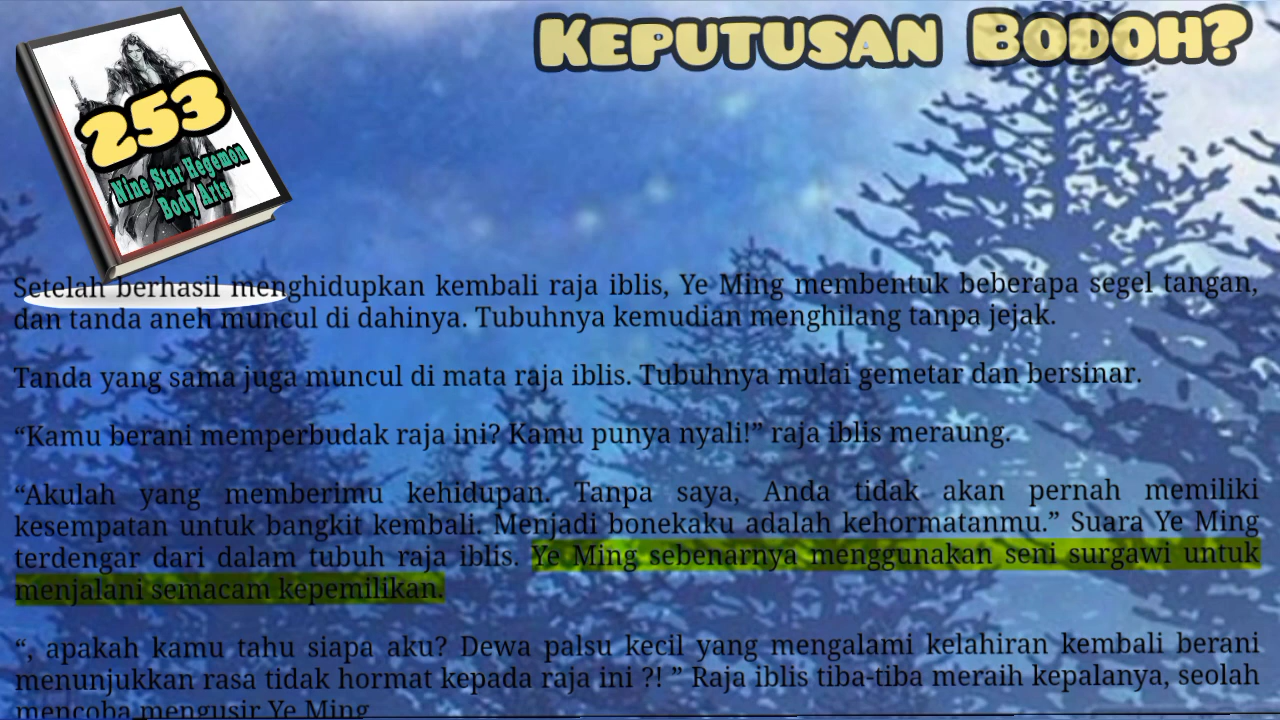 Keputusan Bodoh?
253
Nine Star Hegemon
Body Arts
Setelah berhasil menghidupkan kembali raja iblis, Ye Ming membentuk beberapa segel tangan,
dan tanda aneh muncul di dahinya. Tubuhnya kemudian menghilang tanpa jejak.
Tanda yang sama juga muncul di mata raja iblis. Tubuhnya mulai gemetar dan bersinar.
“Kamu berani memperbudak raja ini? Kamu punya nyali!” raja iblis meraung.
“Akulah yang memberimu kehidupan. Tanpa saya, Anda tidak akan pernah memiliki
kesempatan untuk bangkit kembali. Menjadi bonekaku adalah kehormatanmu.” Suara Ye Ming
terdengar dari dalam tubuh raja iblis. Ye Ming sebenarnya menggunakan seni surgawi untuk
menjalani semacam kepemilikan.
“, apakah kamu tahu siapa aku? Dewa palsu kecil yang mengalami kelahiran kembali berani
menunjukkan rasa tidak hormat kepada raja ini ?! ” Raja iblis tiba-tiba meraih kepalanya, seolah
mencoba mengusir Ye Ming